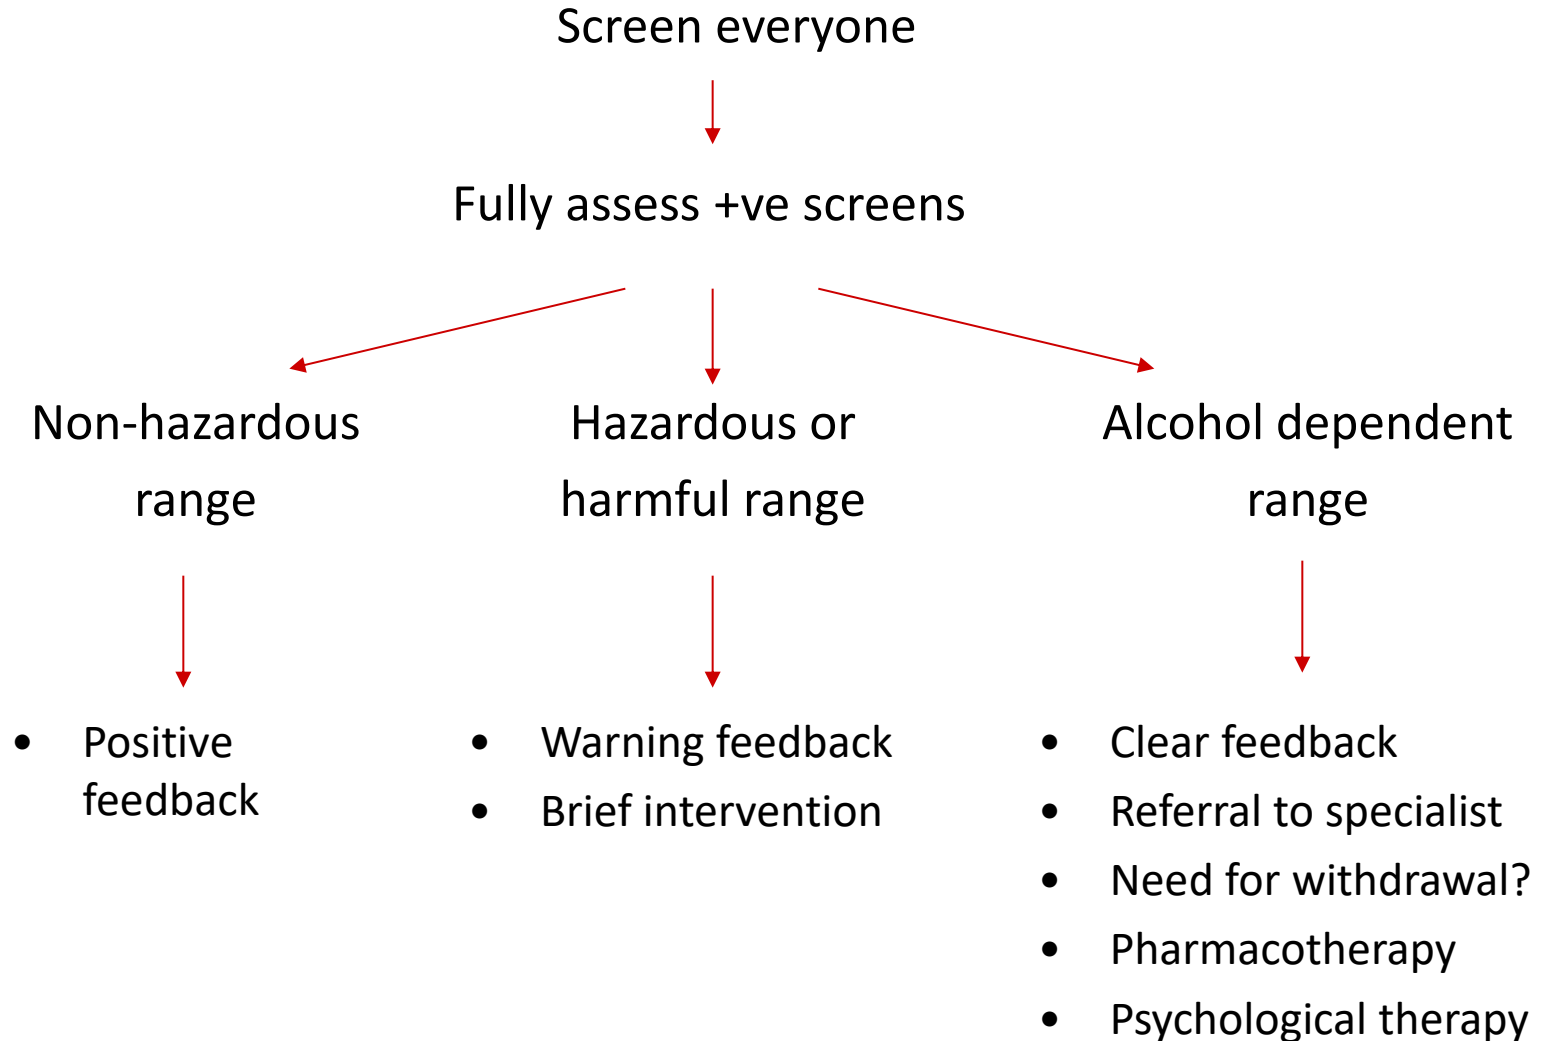 Screen everyone
Fully assess +ve screens
Non-hazardous
range
Hazardous or
harmful range
Alcohol dependent
range
• Positive
feedback
• Warning feedback
• Brief intervention
• Clear feedback
• Referral to specialist
• Need for withdrawal?
• Pharmacotherapy
• Psychological therapy